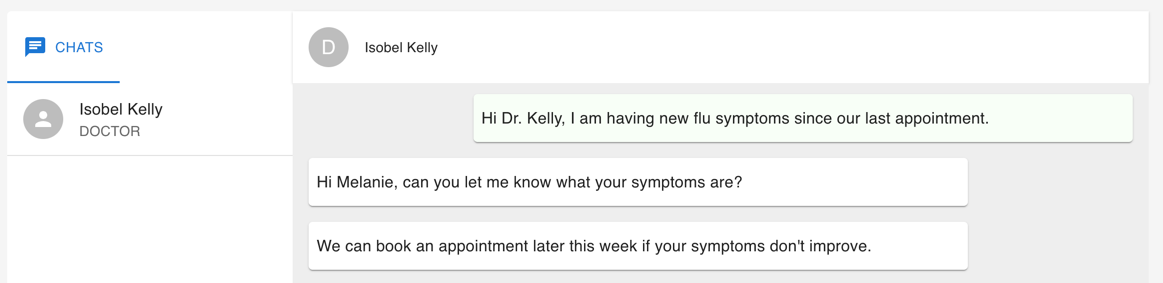 CHATS
Isobel Kelly
DOCTOR
D
Isobel Kelly
Hi Dr. Kelly, I am having new flu symptoms since our last appointment.
Hi Melanie, can you let me know what your symptoms are?
We can book an appointment later this week if your symptoms don't improve.